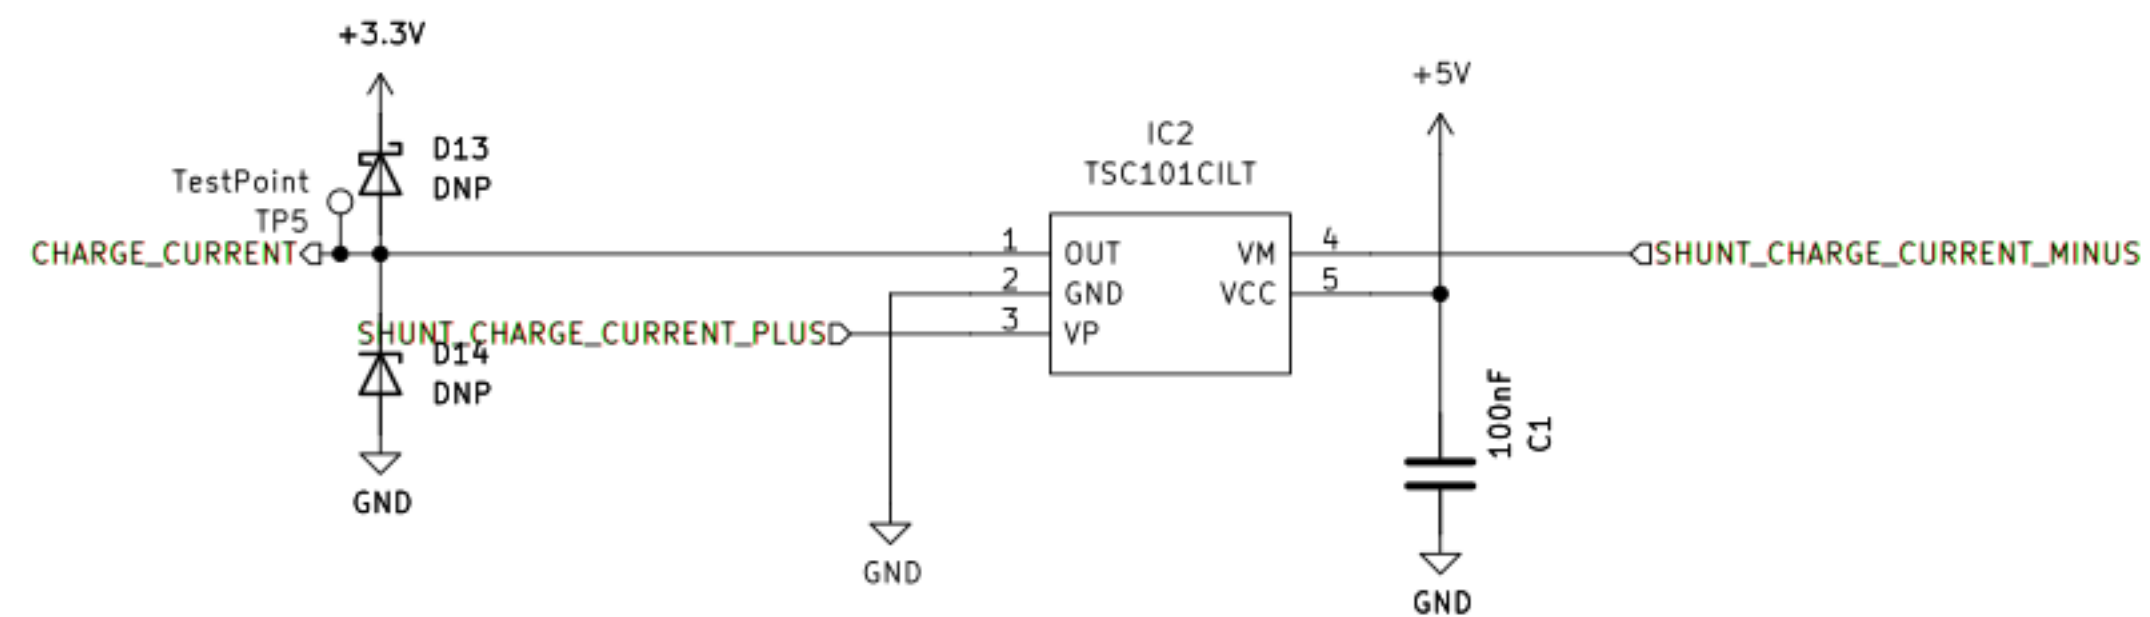 +3.3V
+5V
IC2
TSC101CILT
D13
DNP
TestPoint
TP5
CHARGE_CURRENT
1 OUT
VM 4
SHUNT_CHARGE_CURRENT_MINUS
2 GND
VCC 5
SHUNT_CHARGE_CURRENT_PLUS
3 VP
D14
DNP
100nF
C1
GND
GND
GND